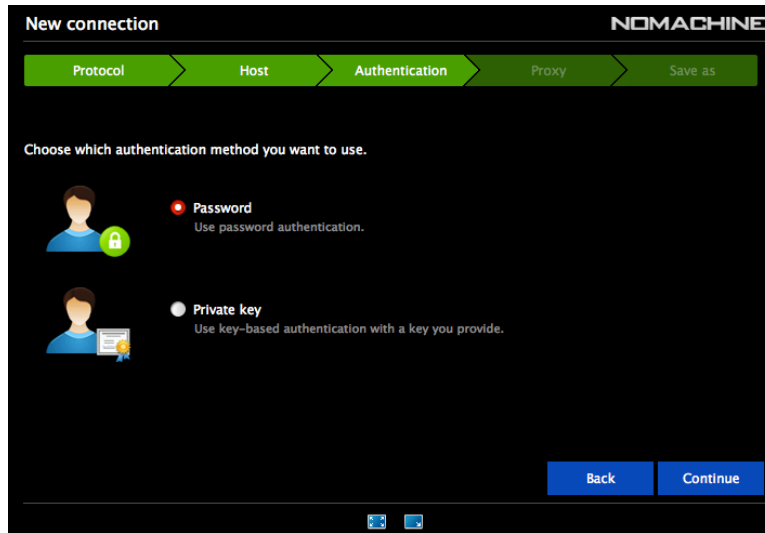 New connection
NOMACHINE
Protocol
Host
Authentication
Proxy
Save as
Choose which authentication method you want to use.
Password
Use password authentication.
Private key
Use key-based authentication with a key you provide.
Back
Continue